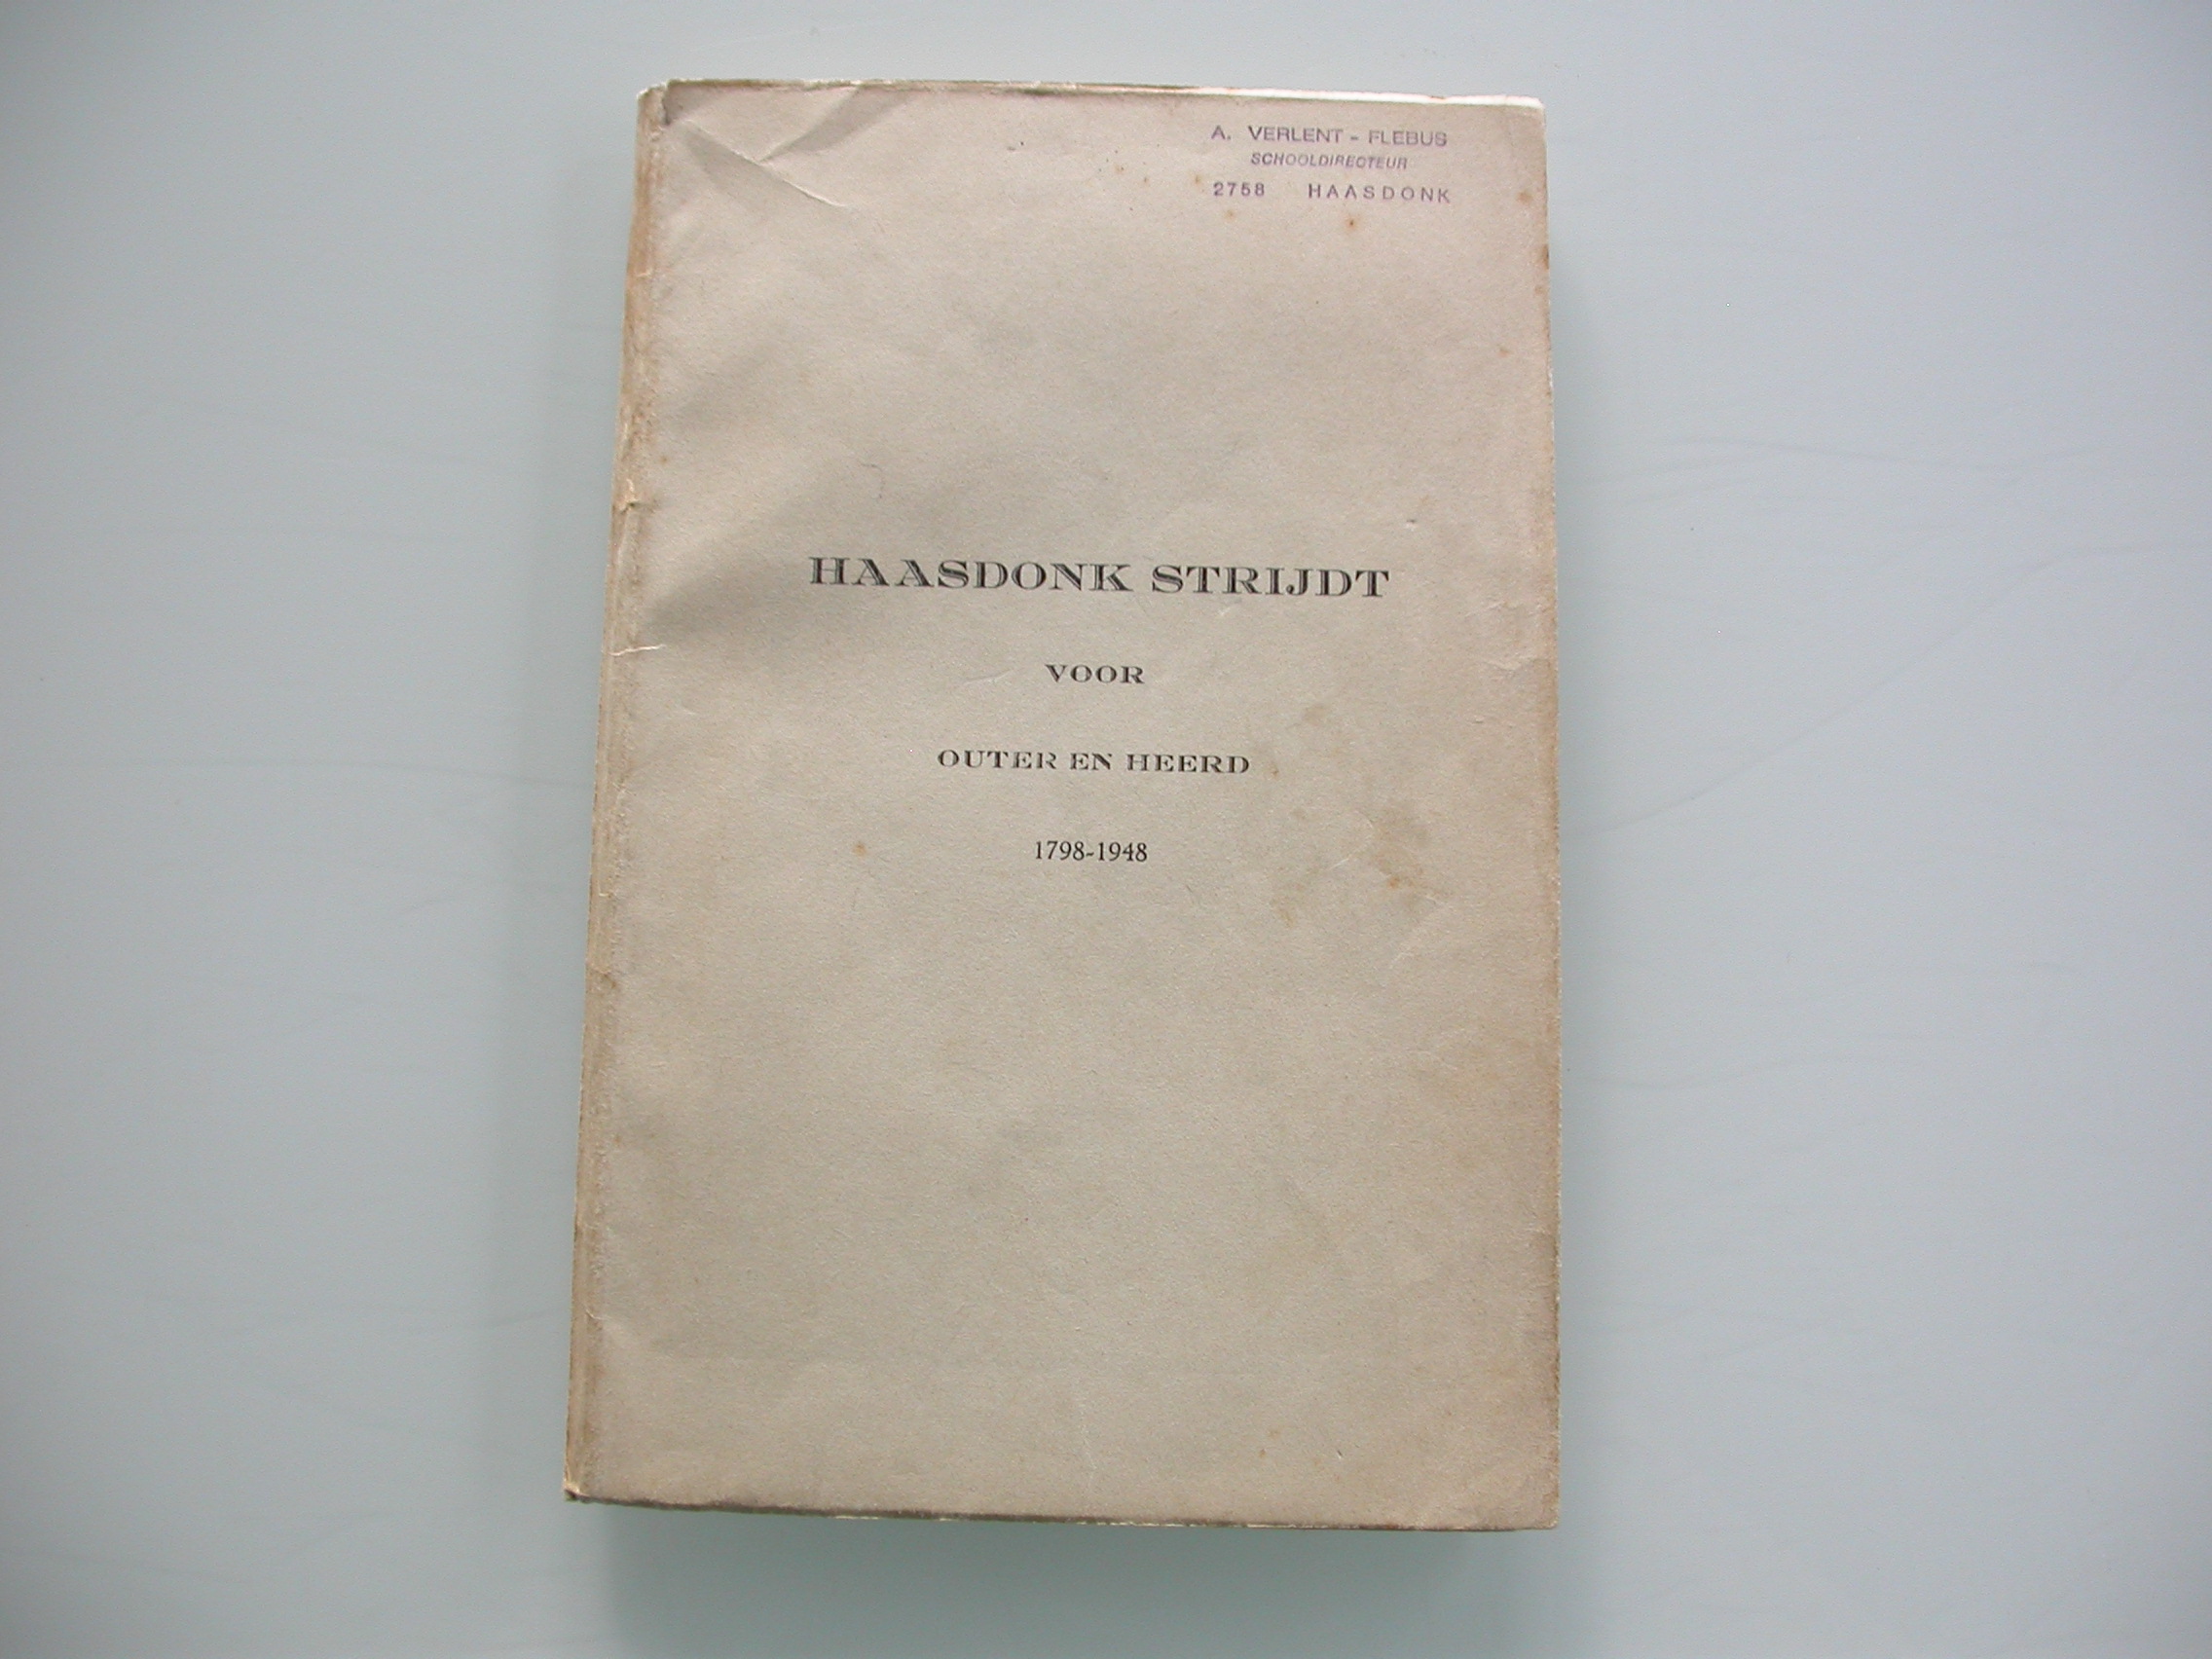 A. VERLENT - FLEBUS
SCHOOLDIRECTEUR
2758 HAASDONK
HAASDONK STRIJDT
VOOR
OUTER EN HEERD
1798-1948